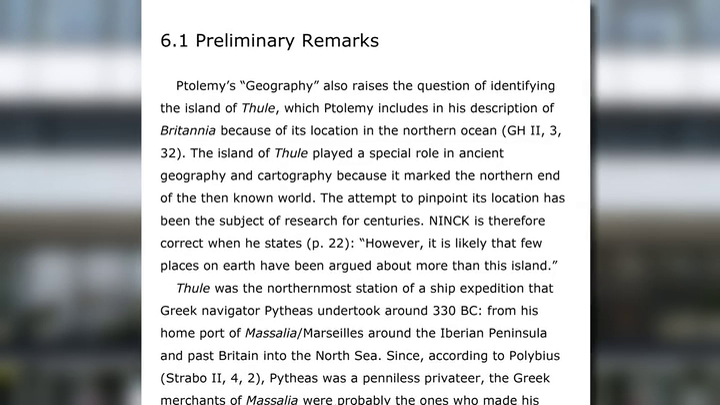 6.1 Preliminary Remarks
Ptolemy’s “Geography” also raises the question of identifying
the island of Thule, which Ptolemy includes in his description of
Britannia because of its location in the northern ocean (GH II, 3,
32). The island of Thule played a special role in ancient
geography and cartography because it marked the northern end
of the then known world. The attempt to pinpoint its location has
been the subject of research for centuries. NINCK is therefore
correct when he states (p. 22): “However, it is likely that few
places on earth have been argued about more than this island.”
Thule was the northernmost station of a ship expedition that
Greek navigator Pytheas undertook around 330 BC: from his
home port of Massalia/Marseilles around the Iberian Peninsula
and past Britain into the North Sea. Since, according to Polybius
(Strabo II, 4, 2), Pytheas was a penniless privateer, the Greek
merchants of Massalia were probably the ones who made his